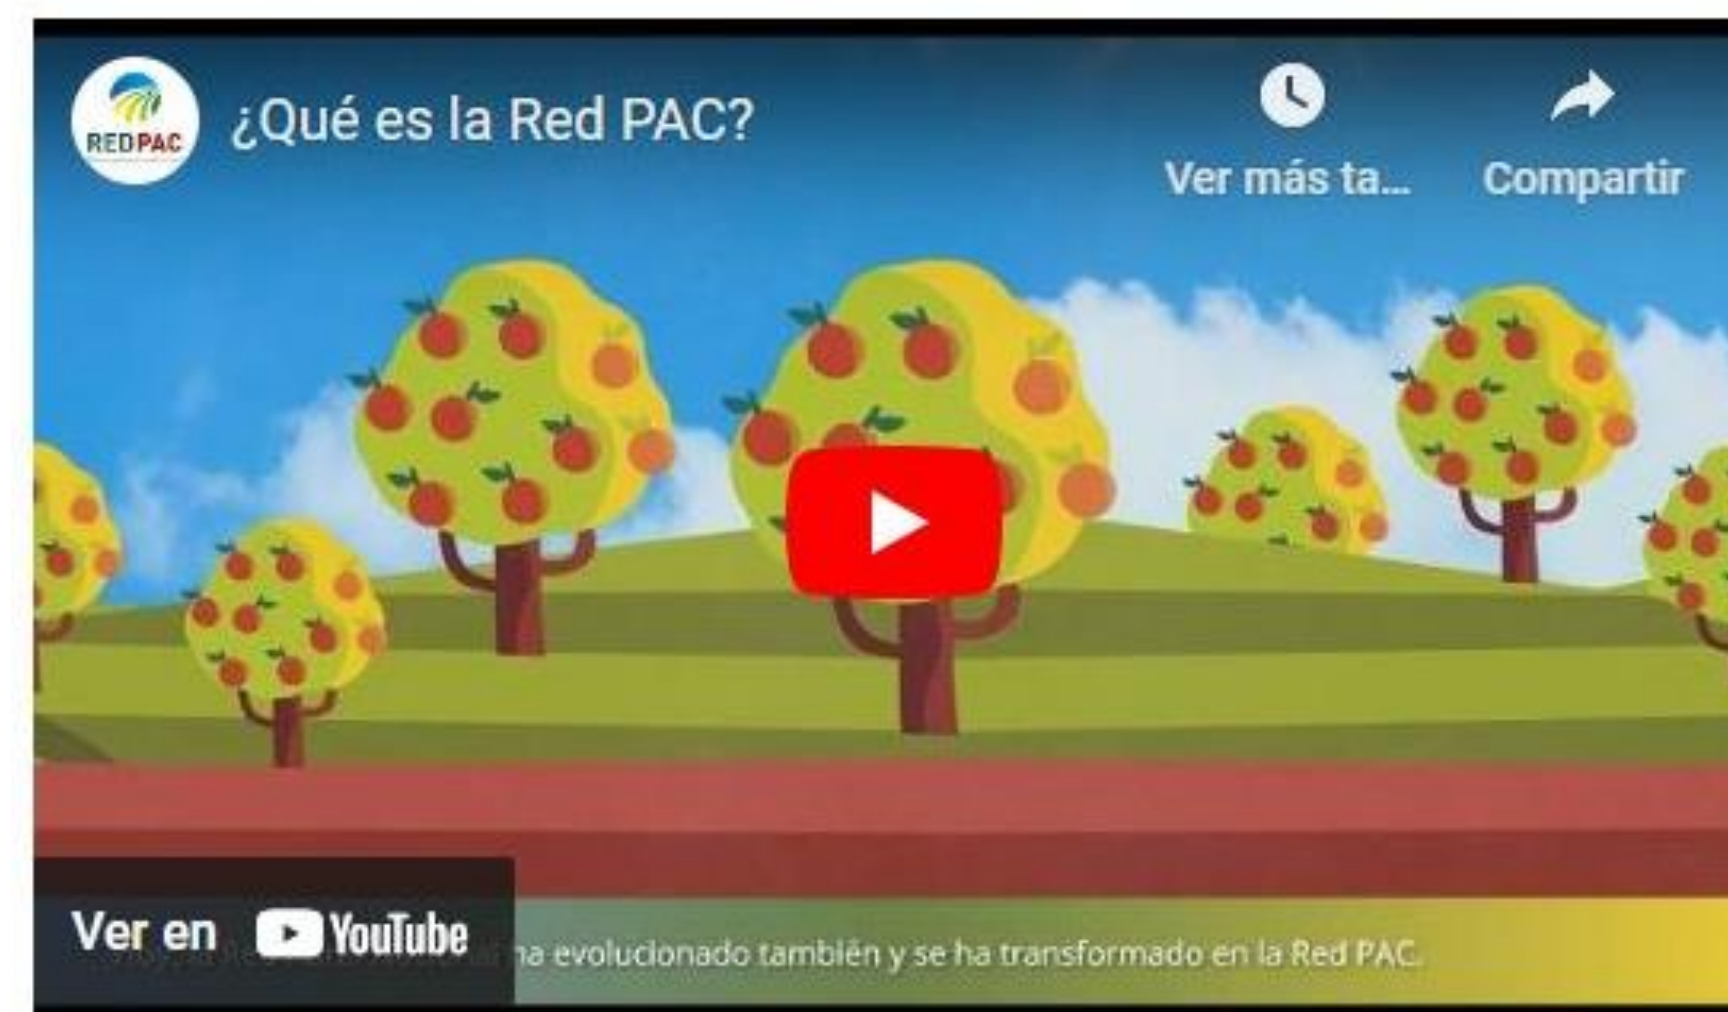 REDPAC
¿Qué es la Red PAC?
Ver más ta...
Compartir
Ver en YouTube
ha evolucionado también y se ha transformado en la Red PAC.